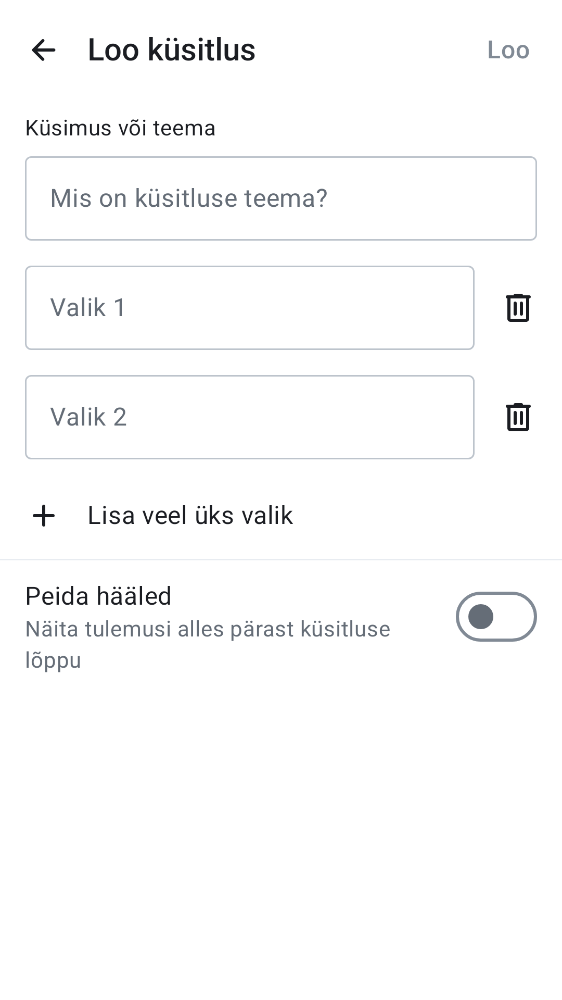 Loo küsitlus
Loo
Küsimus või teema
Mis on küsitluse teema?
Valik 1
Valik 2
Lisa veel üks valik
Peida hääled
Näita tulemusi alles pärast küsitluse
lõppu